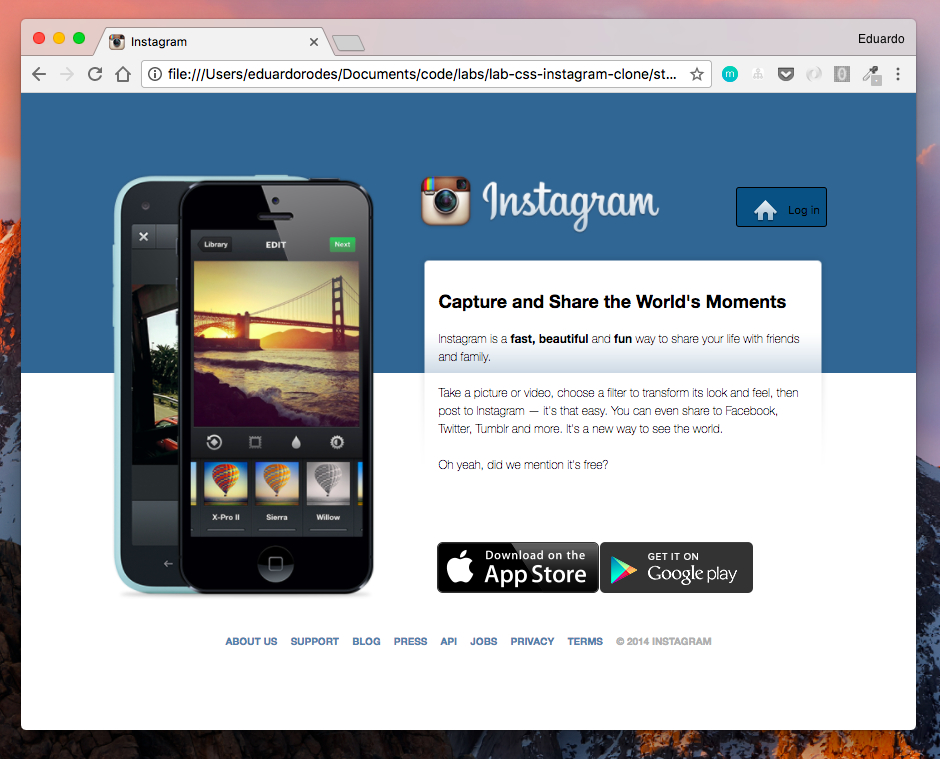 Instagram
Eduardo
file:///Users/eduardorodes/Documents/code/labs/lab-css-instagram-clone/st...
m
Instagram
Log in
Library
EDIT
Next
Capture and Share the World's Moments
Instagram is a fast, beautiful and fun way to share your life with friends
and family.
Take a picture or video, choose a filter to transform its look and feel, then
post to Instagram — it's that easy. You can even share to Facebook,
Twitter, Tumblr and more. It's a new way to see the world.
Oh yeah, did we mention it's free?
X-Pro II
Sierra
Willow
Download on the
App Store
GET IT ON
Google play
ABOUT US SUPPORT BLOG PRESS API JOBS PRIVACY TERMS © 2014 INSTAGRAM